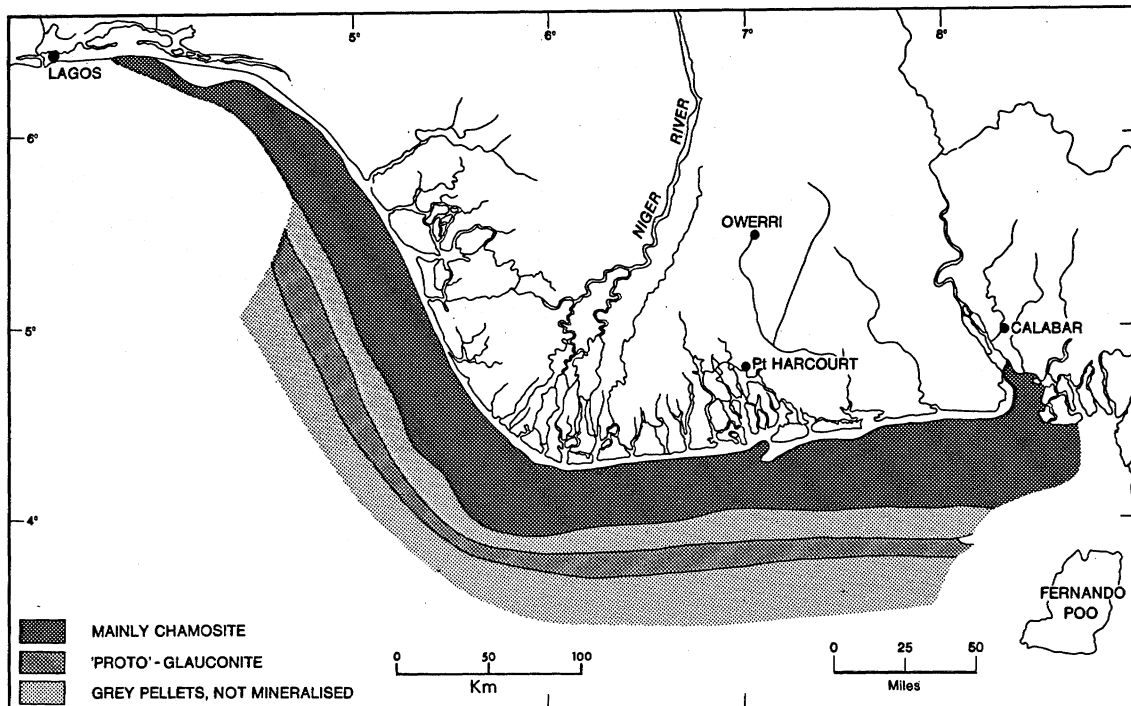 5°
6°
7°
8°
LAGOS
6°
NIGER RIVER
OWERRI
5°
CALABAR
Pt HARCOURT
4°
FERNANDO
POO
MAINLY CHAMOSITE
'PROTO' - GLAUCONITE
GREY PELLETS, NOT MINERALISED
0 50 100
Km
0 25 50
Miles